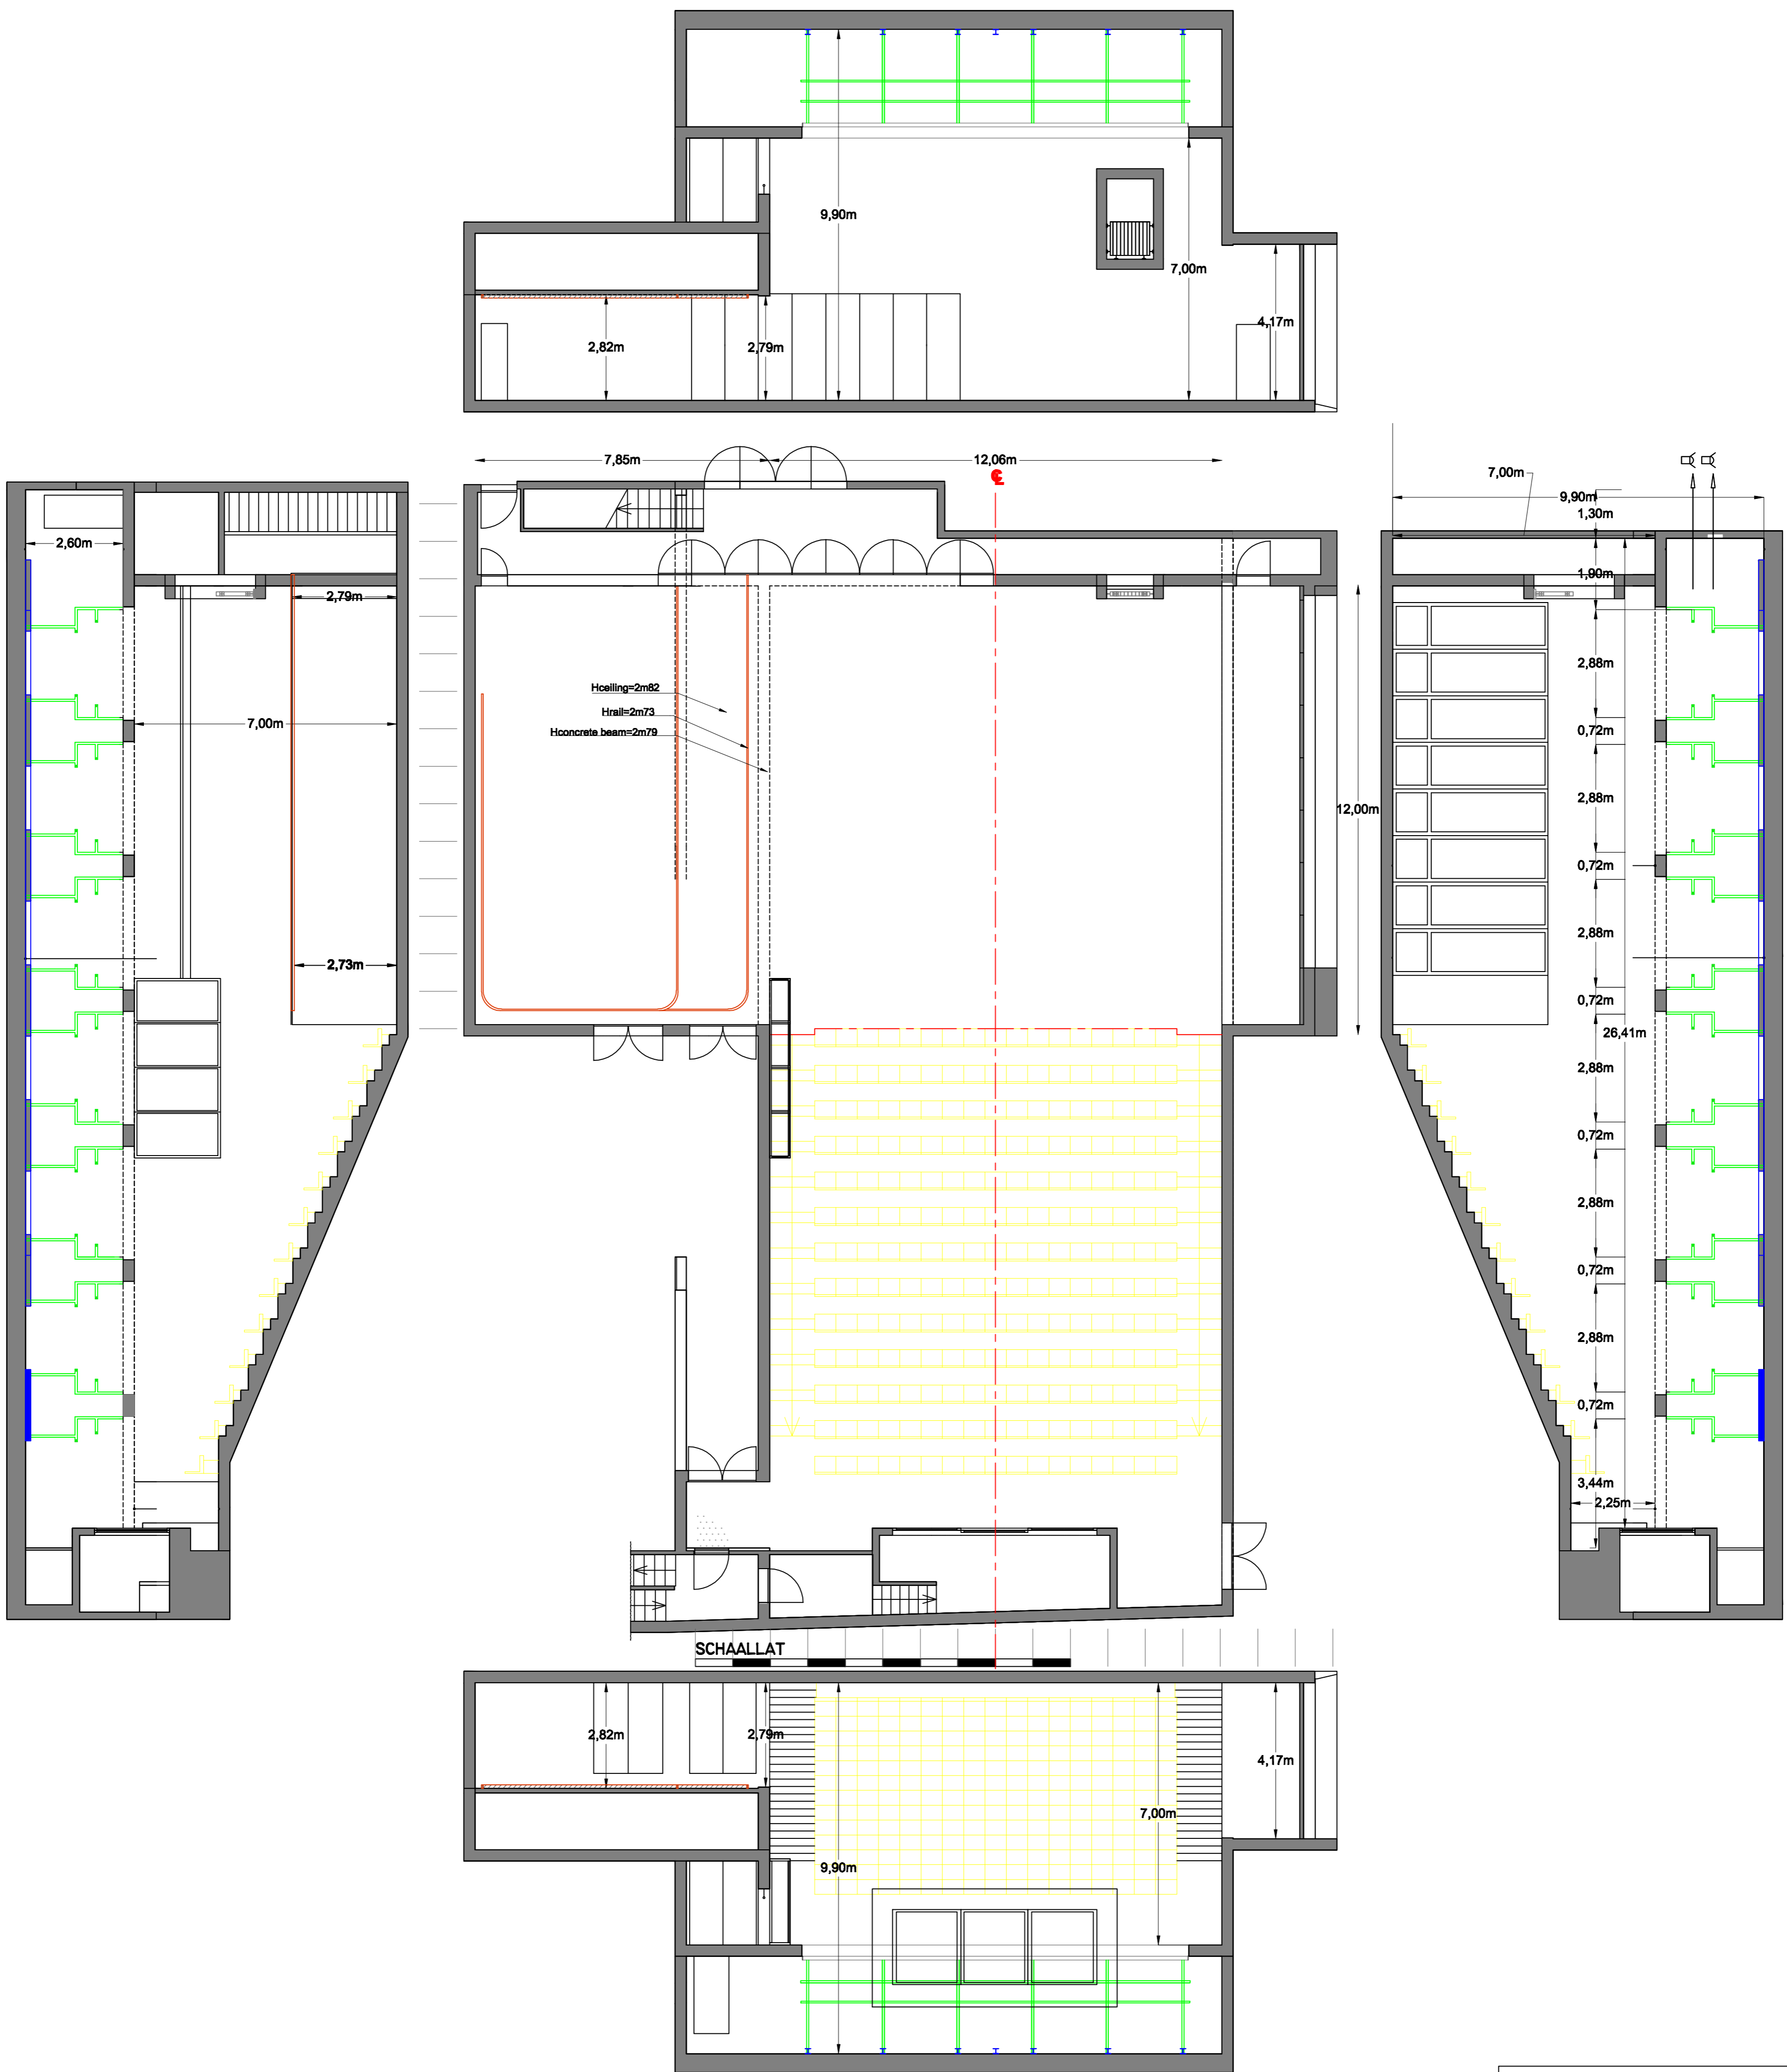 9,90m
7,00m
4,17m
2,82m
2,79m
7,85m
12,06m
7,00m
9,90m
1,30m
2,60m
1,90m
2,79m
2,88m
Hceiling=2m82
7,00m
Hrail=2m73
0,72m
Hconcrete beam=2m79
2,88m
12,00m
0,72m
2,88m
2,73m
0,72m
26,41m
2,88m
0,72m
2,88m
0,72m
2,88m
0,72m
3,44m
2,25m
SCHAALLAT
2,82m
2,79m
4,17m
7,00m
9,90m